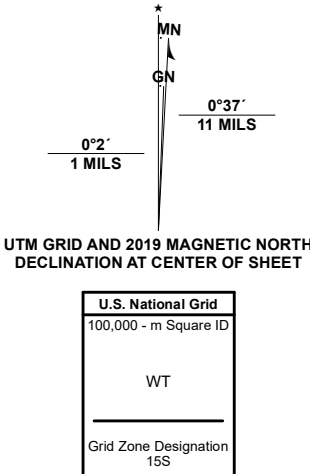 ★
MN
GN
0°37´
11 MILS
0°2´
1 MILS
UTM GRID AND 2019 MAGNETIC NORTH
DECLINATION AT CENTER OF SHEET
U.S. National Grid
100,000 - m Square ID
WT
Grid Zone Designation
15S